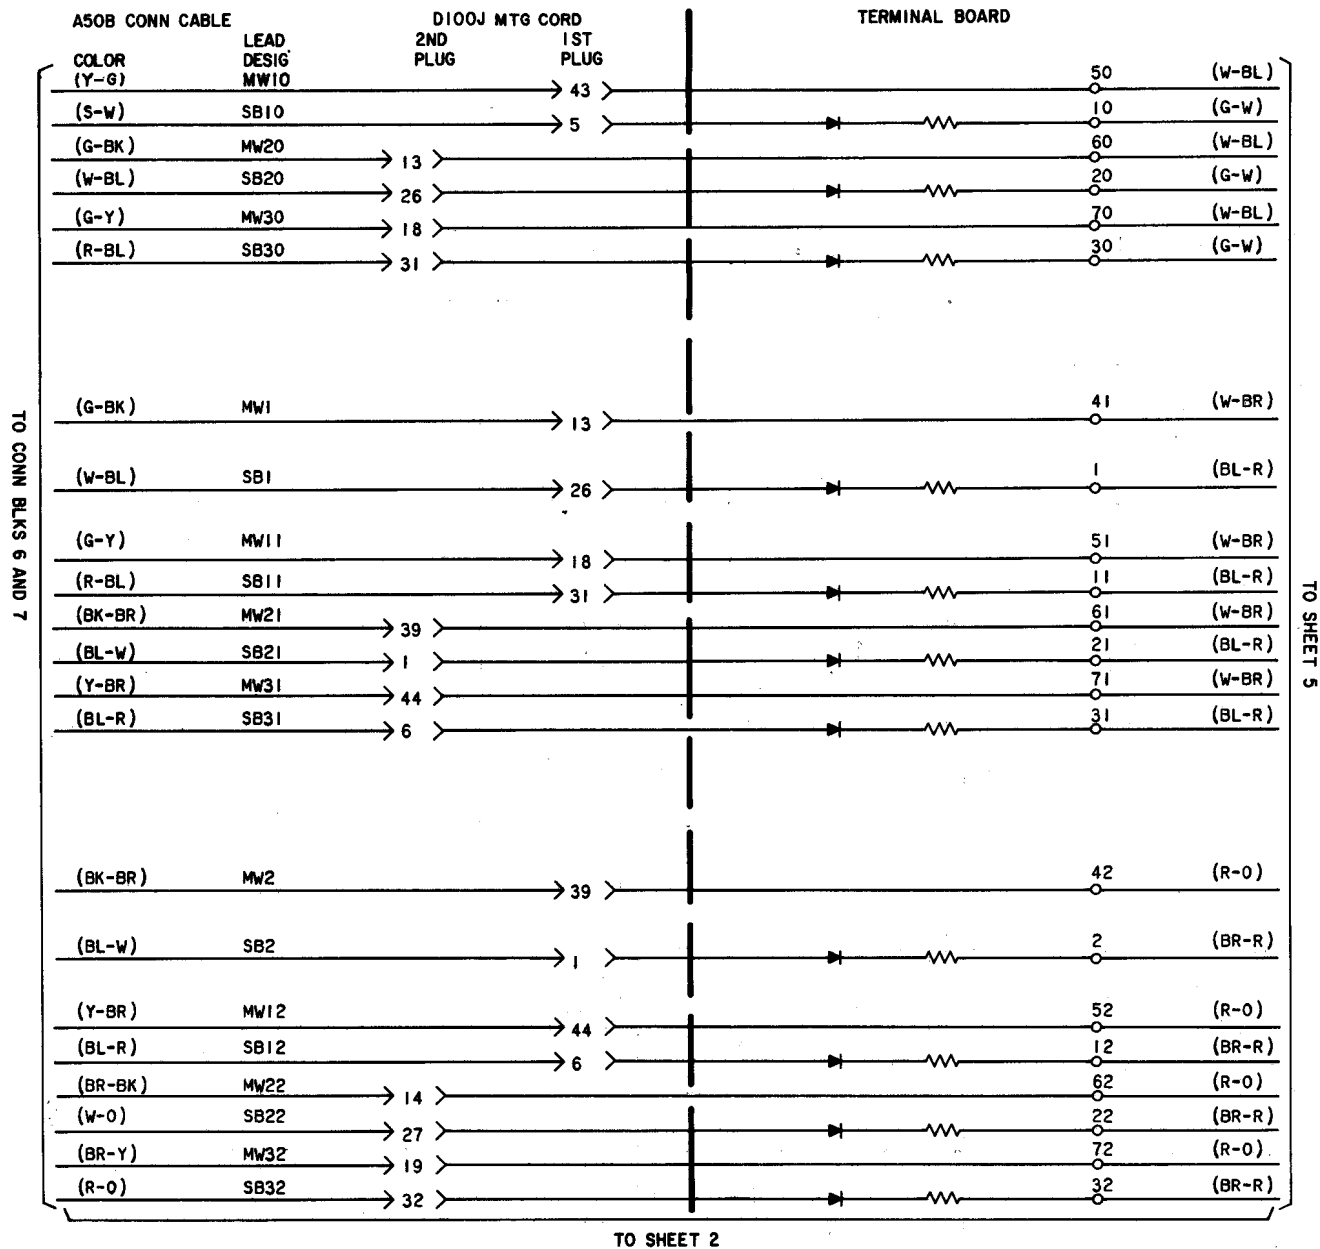 A50B CONN CABLE D100J MTG CORD TERMINAL BOARD
LEAD 2ND 1ST
COLOR DESIG PLUG PLUG
(Y-G) MW10 43 50 (W-BL)
(S-W) SB10 5 10 (G-W)
(G-BK) MW20 13 60 (W-BL)
(W-BL) SB20 26 20 (G-W)
(G-Y) MW30 18 70 (W-BL)
(R-BL) SB30 31 30 (G-W)
(G-BK) MW1 13 41 (W-BR)
(W-BL) SB1 26 1 (BL-R)
(G-Y) MW11 18 51 (W-BR)
(R-BL) SB11 31 11 (BL-R)
(BK-BR) MW21 39 61 (W-BR)
(BL-W) SB21 1 21 (BL-R)
(Y-BR) MW31 44 71 (W-BR)
(BL-R) SB31 6 31 (BL-R)
(BK-BR) MW2 39 42 (R-O)
(BL-W) SB2 1 2 (BR-R)
(Y-BR) MW12 44 52 (R-O)
(BL-R) SB12 6 12 (BR-R)
(BR-BK) MW22 14 62 (R-O)
(W-O) SB22 27 22 (BR-R)
(BR-Y) MW32 19 72 (R-O)
(R-O) SB32 32 32 (BR-R)
TO CONN BLKS 6 AND 7
TO SHEET 5
TO SHEET 2